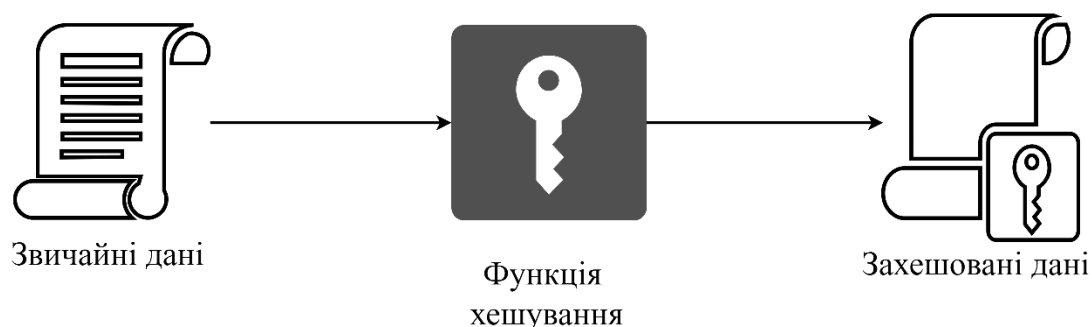 Звичайні дані
Функція
хешування
Захешовані дані